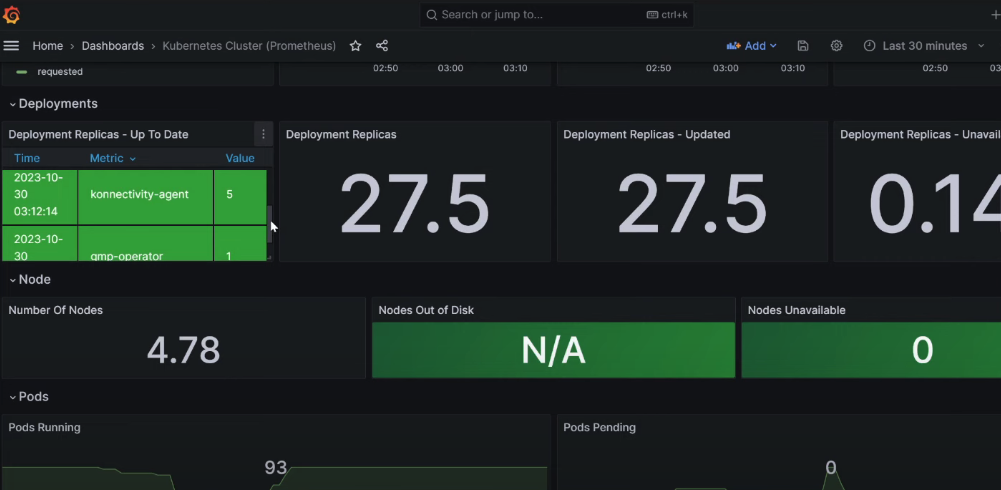 Search or jump to... ctrl+k
Home > Dashboards > Kubernetes Cluster (Prometheus) Add Last 30 minutes
requested 02:50 03:00 03:10 02:50 03:00 03:10 02:50
Deployments
Deployment Replicas - Up To Date
Time Metric Value
2023-10-30 03:12:14 konnectivity-agent 5
2023-10-30 gmp-operator 1
Deployment Replicas
27.5
Deployment Replicas - Updated
27.5
Deployment Replicas - Unavail
0.14
Node
Number Of Nodes
4.78
Nodes Out of Disk
N/A
Nodes Unavailable
0
Pods
Pods Running
93
Pods Pending
0